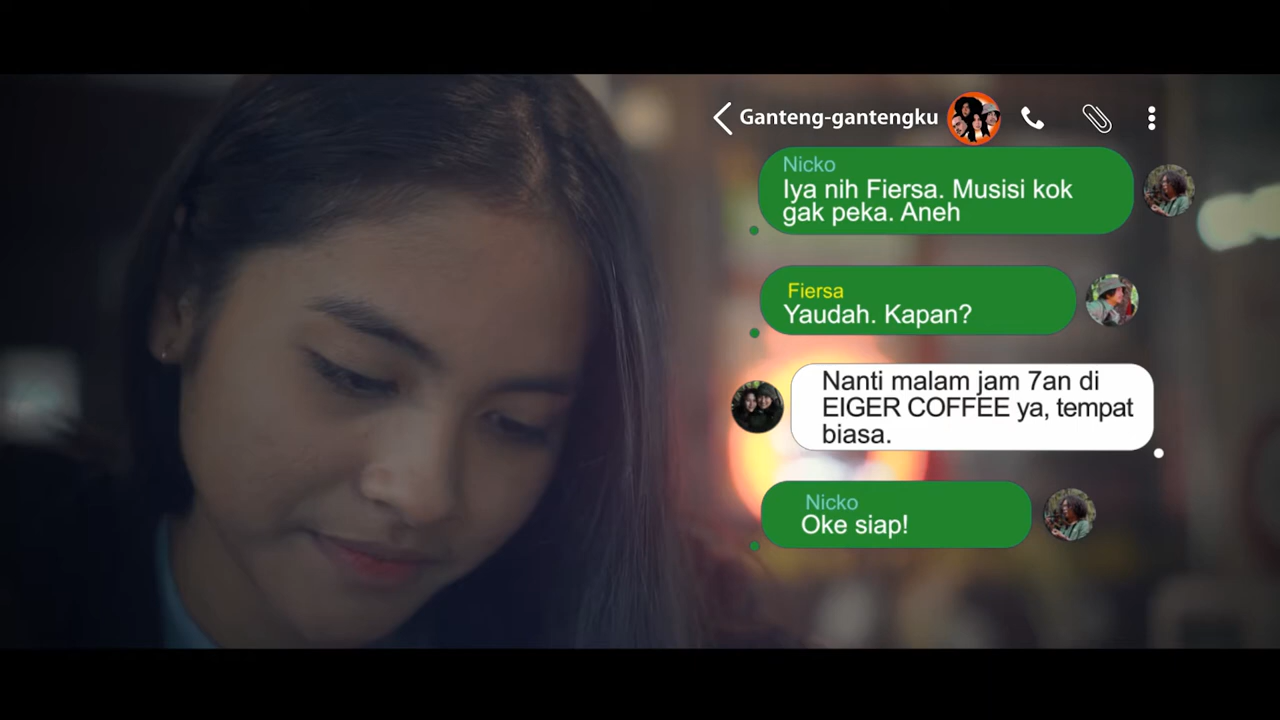 Ganteng-gantengku
Nicko
Iya nih Fiersa. Musisi kok
gak peka. Aneh
Fiersa
Yaudah. Kapan?
Nanti malam jam 7an di
EIGER COFFEE ya, tempat
biasa.
Nicko
Oke siap!